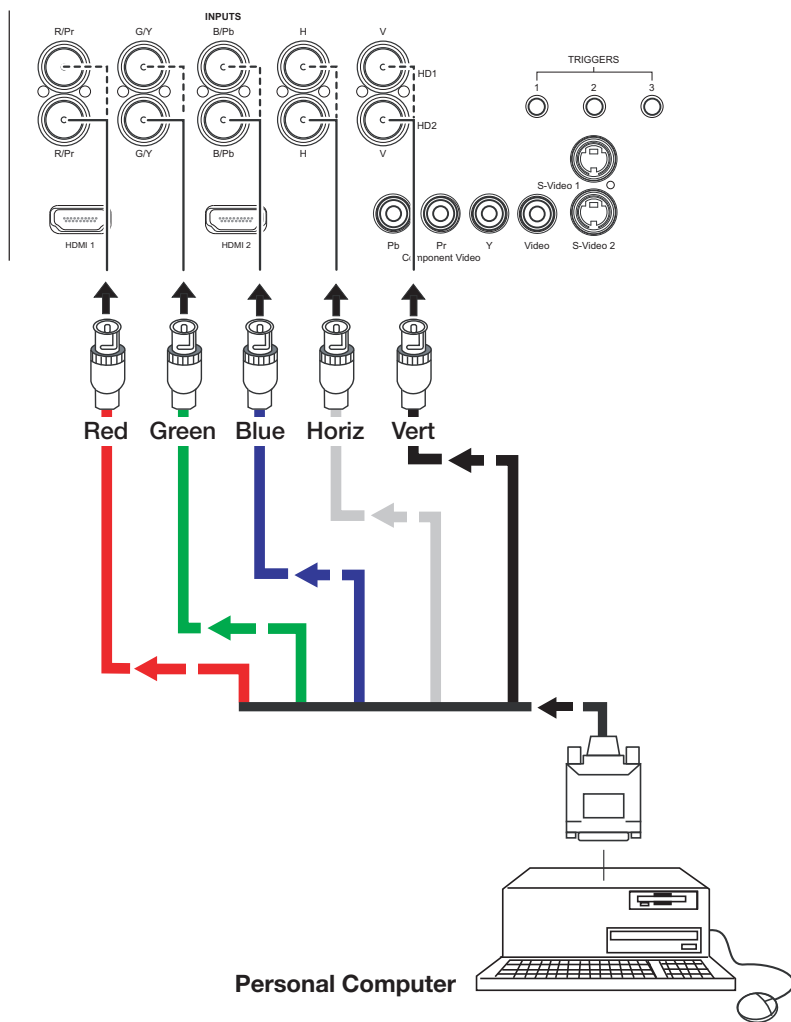 INPUTS
R/Pr G/Y B/Pb H V
TRIGGERS
HD1
1 2 3
HD2
R/Pr G/Y B/Pb H V
S-Video 1
HDMI 1 HDMI 2
Pb Pr Y Video S-Video 2
Component Video
Red Green Blue Horiz Vert
Personal Computer